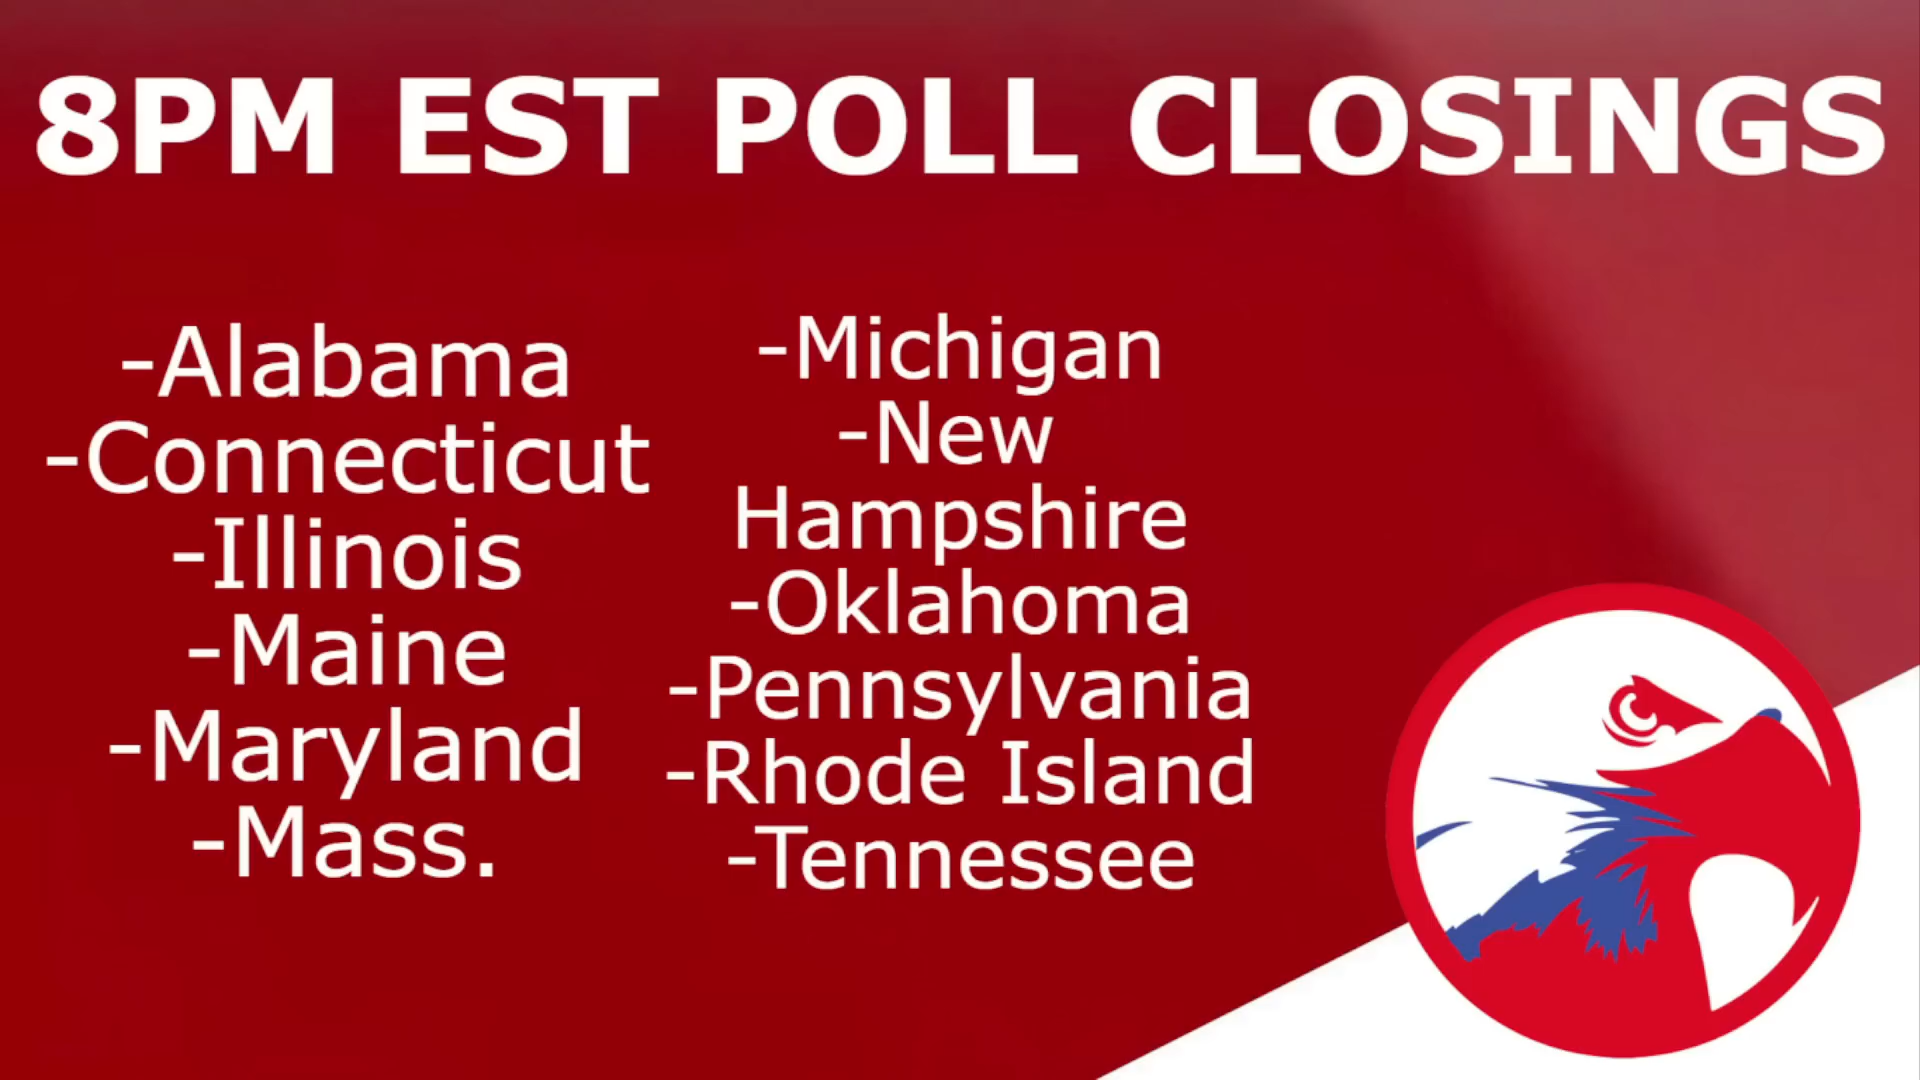 8PM EST POLL CLOSINGS
-Alabama
-Connecticut
-Illinois
-Maine
-Maryland
-Mass.
-Michigan
-New
Hampshire
-Oklahoma
-Pennsylvania
-Rhode Island
-Tennessee